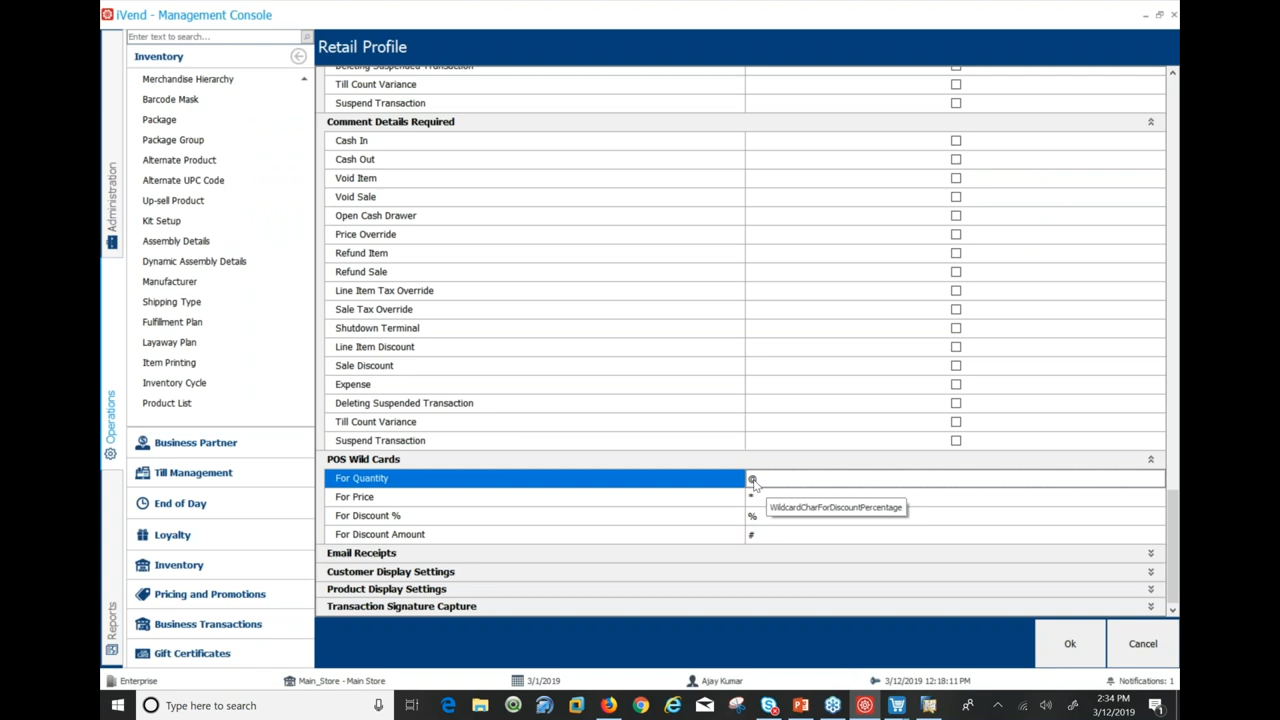 iVend - Management Console
Enter text to search...
Inventory
Retail Profile
Merchandise Hierarchy
Barcode Mask
Package
Package Group
Alternate Product
Alternate UPC Code
Up-sell Product
Kit Setup
Assembly Details
Dynamic Assembly Details
Manufacturer
Shipping Type
Fulfillment Plan
Layaway Plan
Item Printing
Inventory Cycle
Product List
Business Partner
Till Management
End of Day
Loyalty
Inventory
Pricing and Promotions
Business Transactions
Gift Certificates
Administration
Operations
Reports
Deleting Suspended Transaction
Till Count Variance
Suspend Transaction
Comment Details Required
Cash In
Cash Out
Void Item
Void Sale
Open Cash Drawer
Price Override
Refund Item
Refund Sale
Line Item Tax Override
Sale Tax Override
Shutdown Terminal
Line Item Discount
Sale Discount
Expense
Deleting Suspended Transaction
Till Count Variance
Suspend Transaction
POS Wild Cards
For Quantity @
For Price *
WildcardCharForDiscountPercentage
For Discount % %
For Discount Amount #
Email Receipts
Customer Display Settings
Product Display Settings
Transaction Signature Capture
Ok
Cancel
Enterprise
Main_Store - Main Store
3/1/2019
Ajay Kumar
3/12/2019 12:18:11 PM
Notifications: 1
Type here to search
2:34 PM
3/12/2019
1